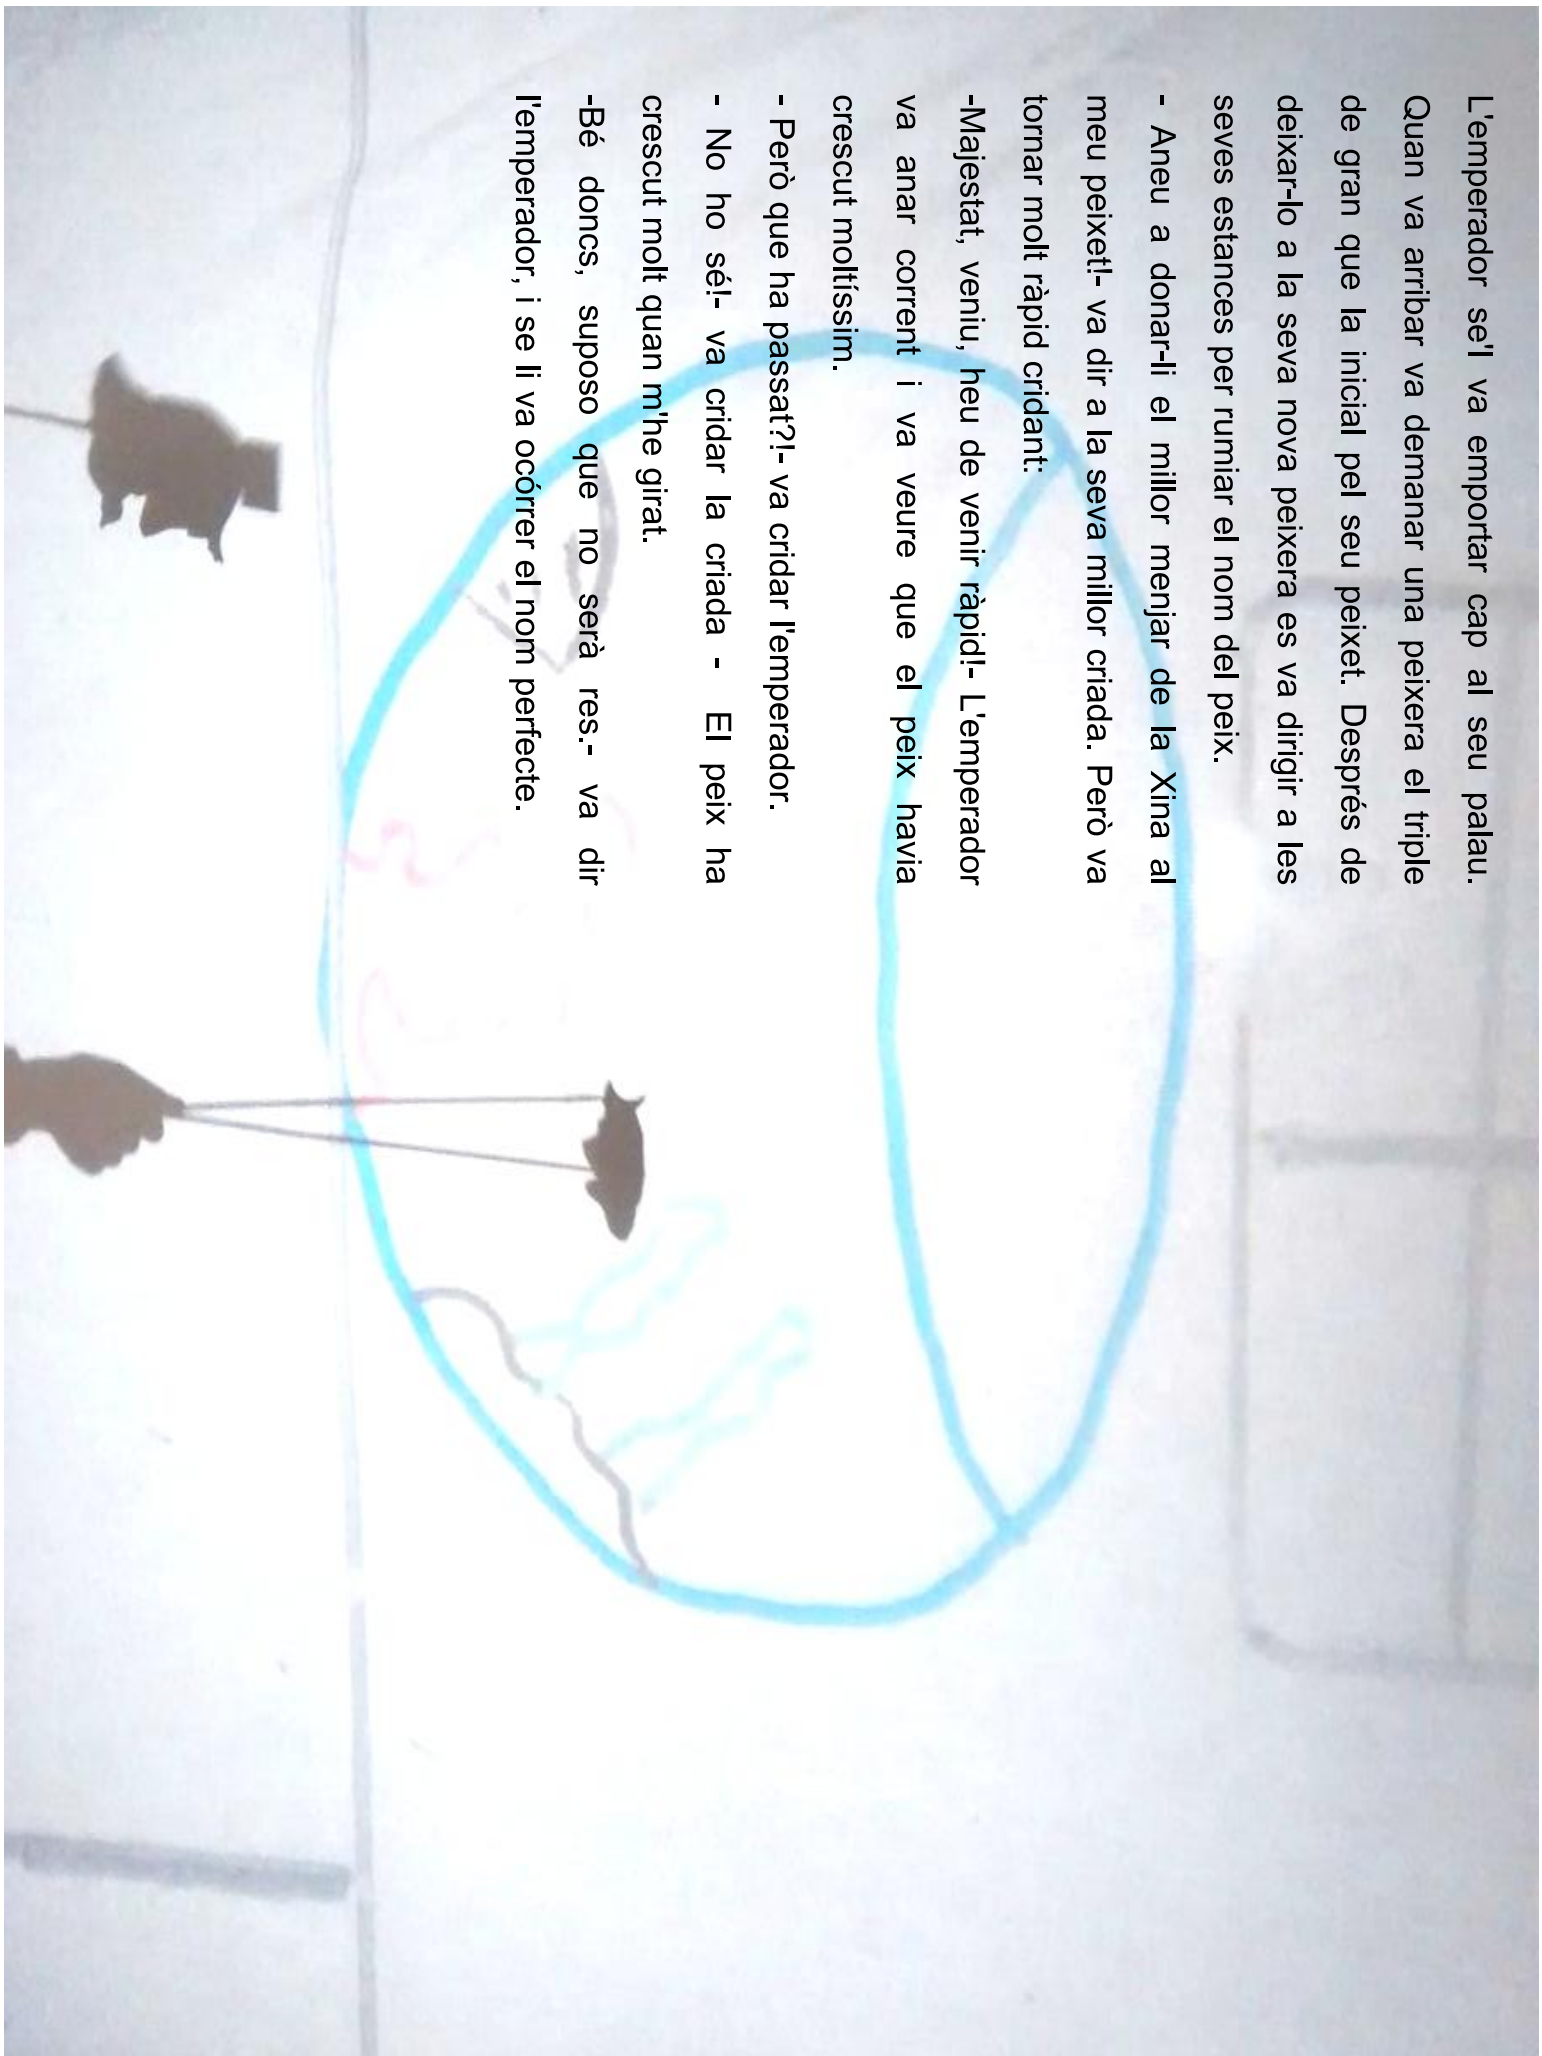 L'emperador se'l va emportar cap al seu palau.
Quan va arribar va demanar una peixera el triple
de gran que la inicial pel seu peixet. Després de
deixar-lo a la seva nova peixera es va dirigir a les
seves estances per rumiar el nom del peix.
- Aneu a donar-li el millor menjar de la Xina al
meu peixet!- va dir a la seva millor criada. Però va
tornar molt ràpid cridant:
-Majestat, veniu, heu de venir ràpid!- L'emperador
va anar corrent i va veure que el peix havia
crescut moltíssim.
- Però que ha passat?!- va cridar l'emperador.
- No ho sé!- va cridar la criada - El peix ha
crescut molt quan m'he girat.
-Bé doncs, suposo que no serà res.- va dir
l'emperador, i se li va ocórrer el nom perfecte.